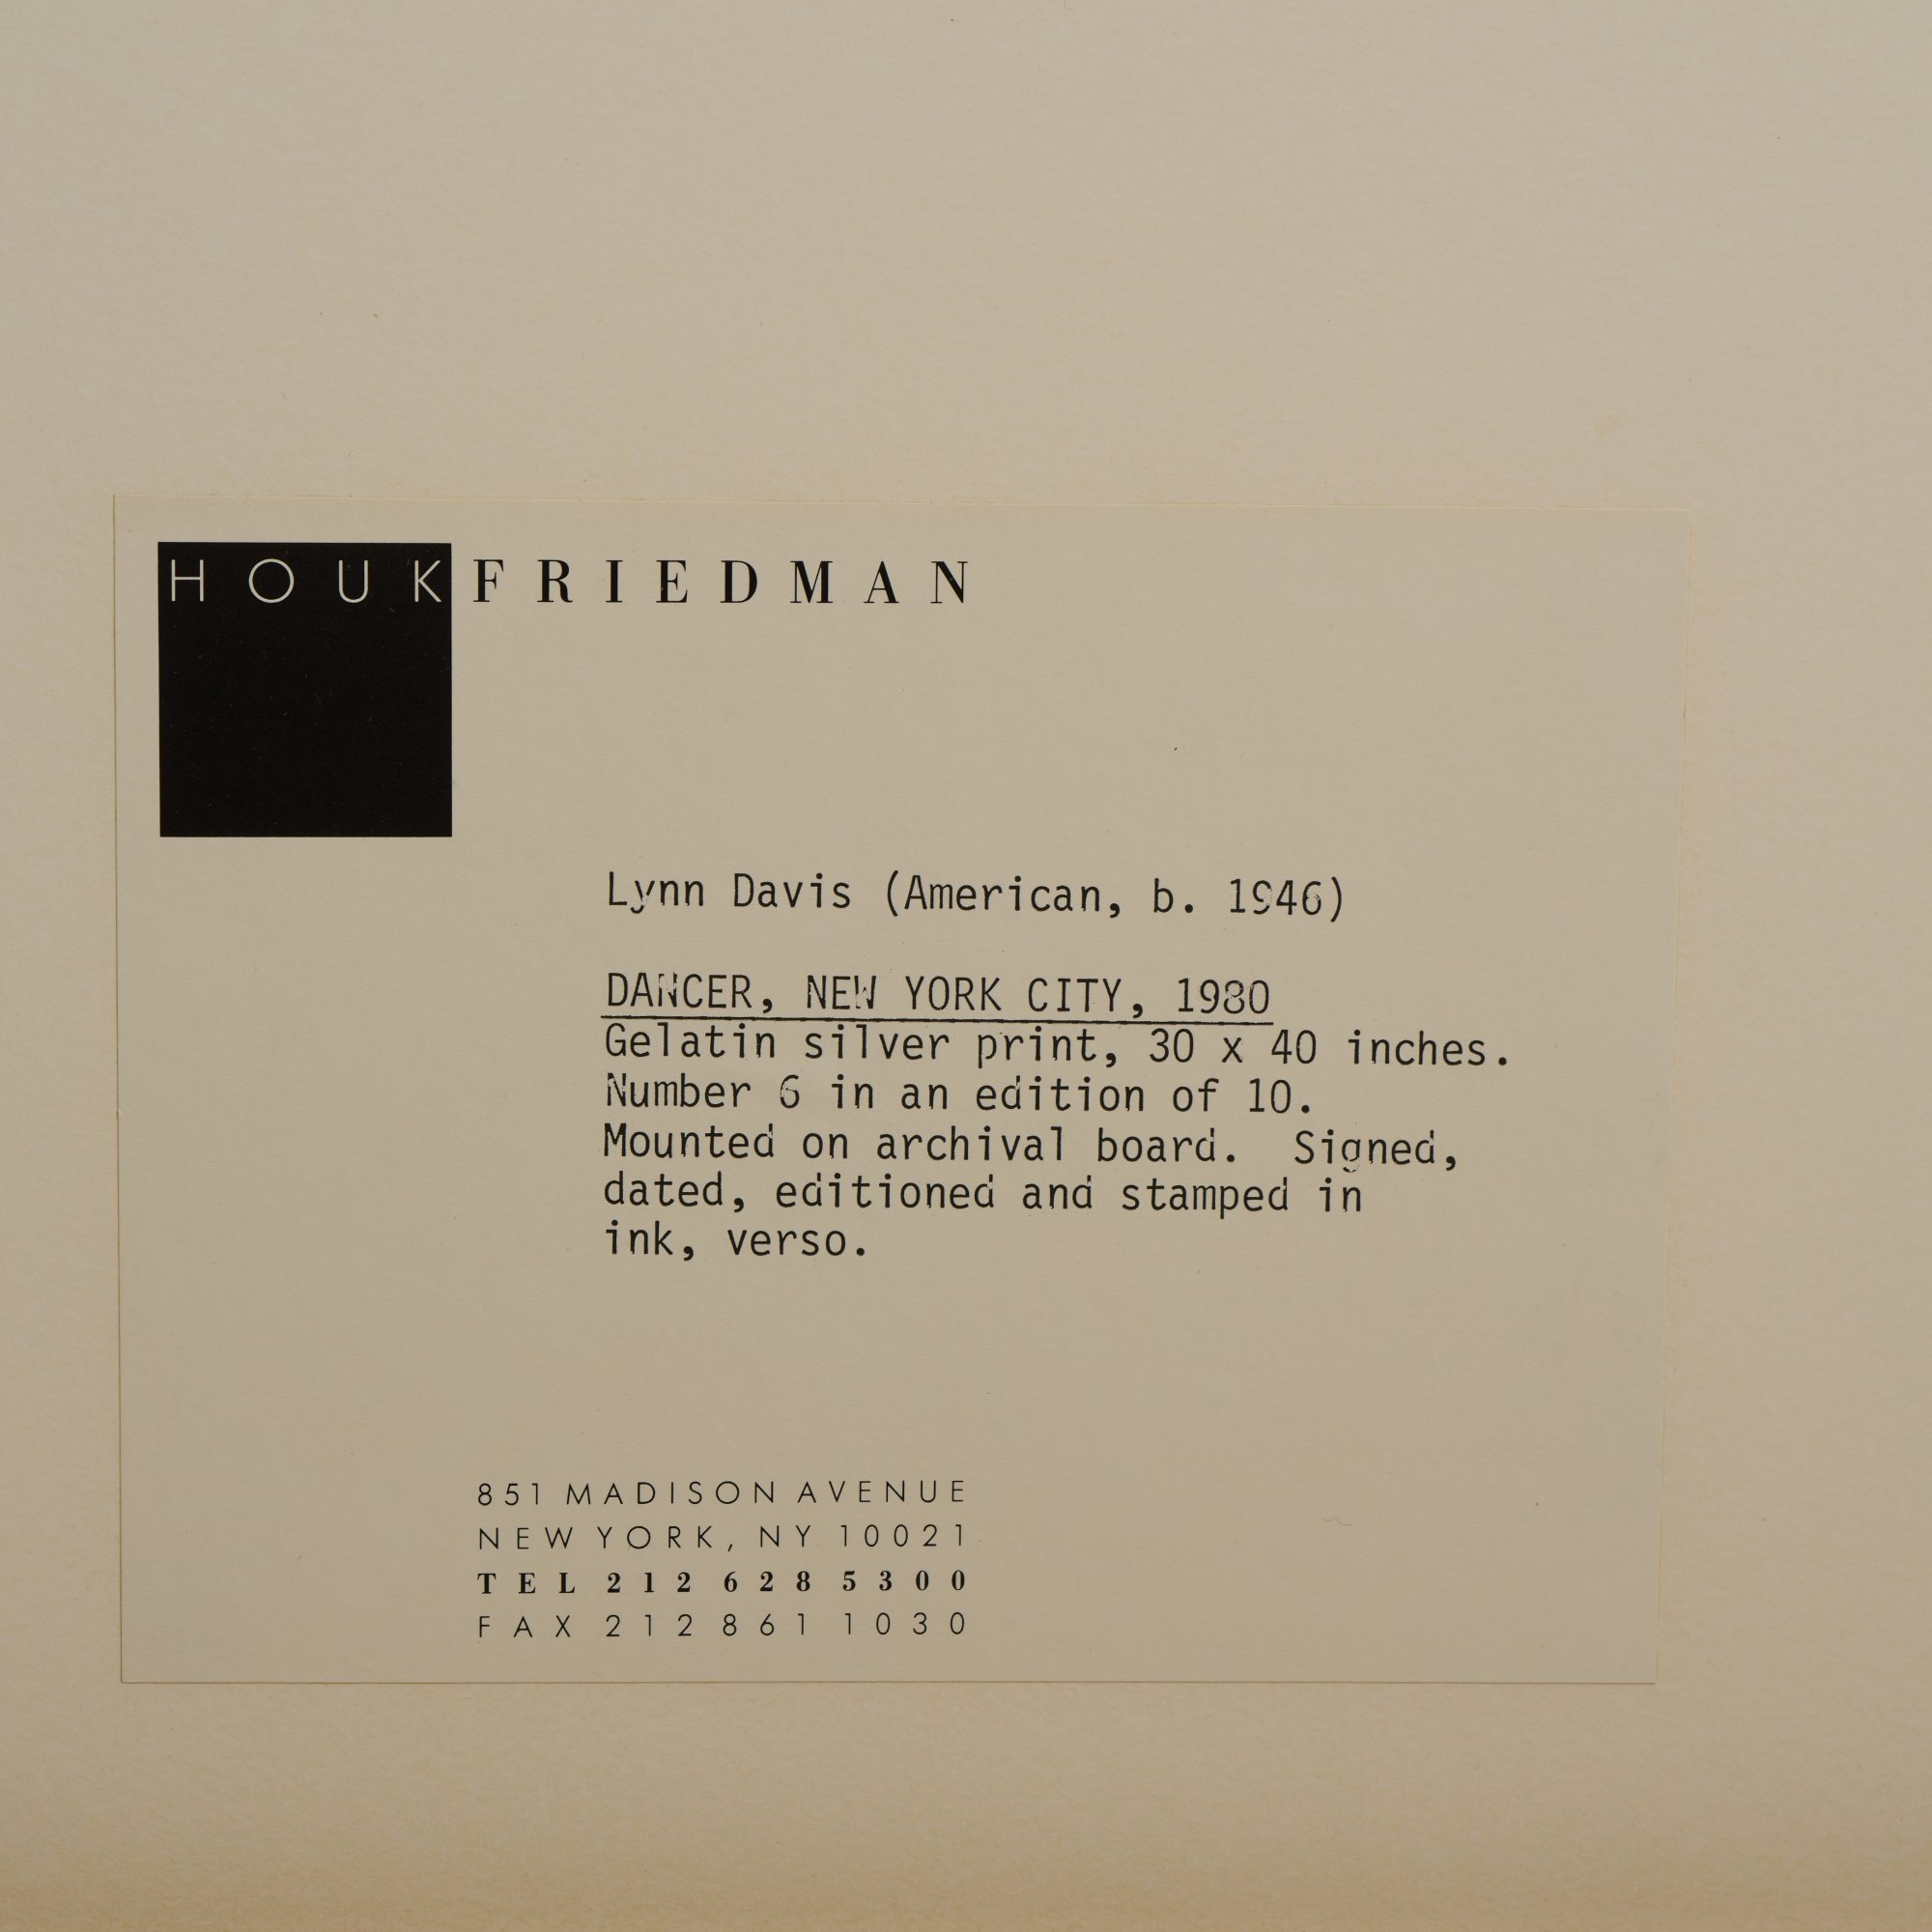 HOUK FRIEDMAN
Lynn Davis (American, b. 1946)
DANCER, NEW YORK CITY, 1980
Gelatin silver print, 30 x 40 inches.
Number 6 in an edition of 10.
Mounted on archival board.  Signed,
dated, editioned and stamped in
ink, verso.
851 MADISON AVENUE
NEW YORK, NY 10021
TEL 212 628 5300
FAX 212 861 1030